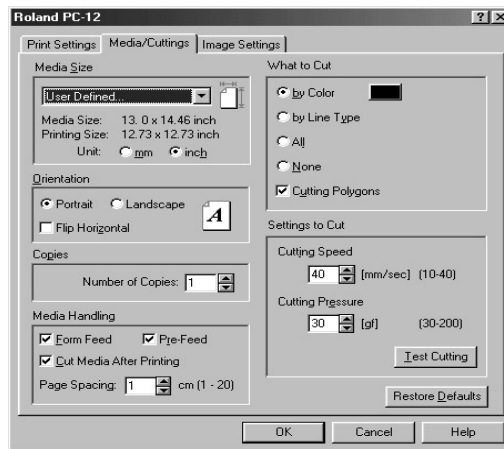 Roland PC-12
Print Settings
Media/Cuttings
Image Settings
Media Size
User Defined...
Media Size: 13. 0 x 14.46 inch
Printing Size: 12.73 x 12.73 inch
Unit: mm inch
Orientation
Portrait Landscape
Flip Horizontal
A
Copies
Number of Copies: 1
Media Handling
Form Feed Pre-Feed
Cut Media After Printing
Page Spacing: 1 cm (1 - 20)
What to Cut
by Color
by Line Type
All
None
Cutting Polygons
Settings to Cut
Cutting Speed
40 [mm/sec] (10-40)
Cutting Pressure
30 [gf] (30-200)
Test Cutting
Restore Defaults
OK
Cancel
Help